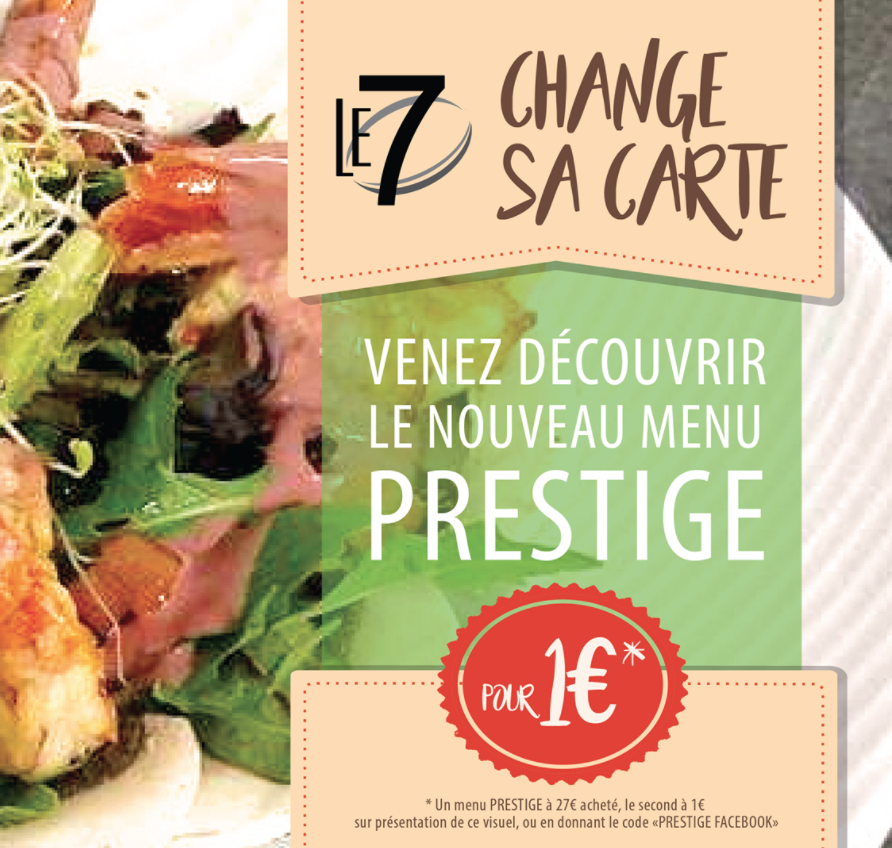 LE 7
CHANGE
SA CARTE
VENEZ DÉCOUVRIR
LE NOUVEAU MENU
PRESTIGE
POUR 1€*
* Un menu PRESTIGE à 27€ acheté, le second à 1€
sur présentation de ce visuel, ou en donnant le code «PRESTIGE FACEBOOK»